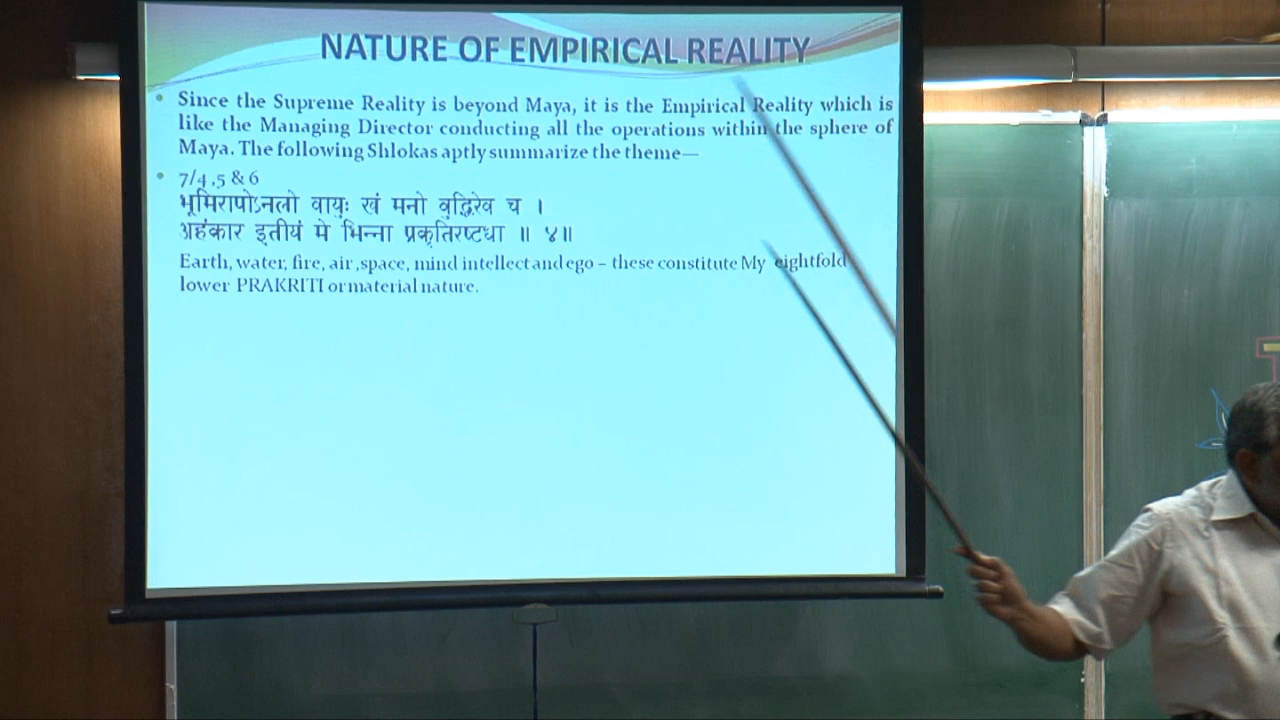 NATURE OF EMPIRICAL REALITY
• Since the Supreme Reality is beyond Maya, it is the Empirical Reality which is
like the Managing Director conducting all the operations within the sphere of
Maya. The following Shlokas aptly summarize the theme—
• 7/4 ,5 & 6
भूमिरापोऽनलो वायुः खं मनो वुद्धिरेव च ।
अहंकार इतीयं मे भिन्ना प्रकृतिरष्टधा ॥ ४॥
Earth, water, fire, air ,space, mind intellect and ego – these constitute My eightfold
lower PRAKRITI or material nature.